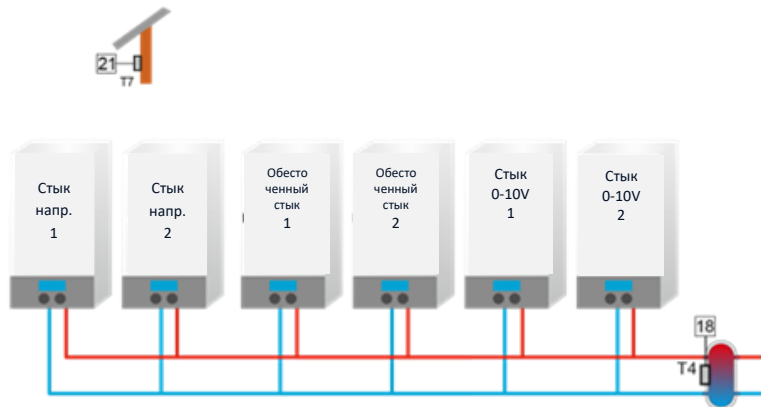 21
T7
Стык
напр.
1
Стык
напр.
2
Обесто
ченный
стык
1
Обесто
ченный
стык
2
Стык
0-10V
1
Стык
0-10V
2
18
T4